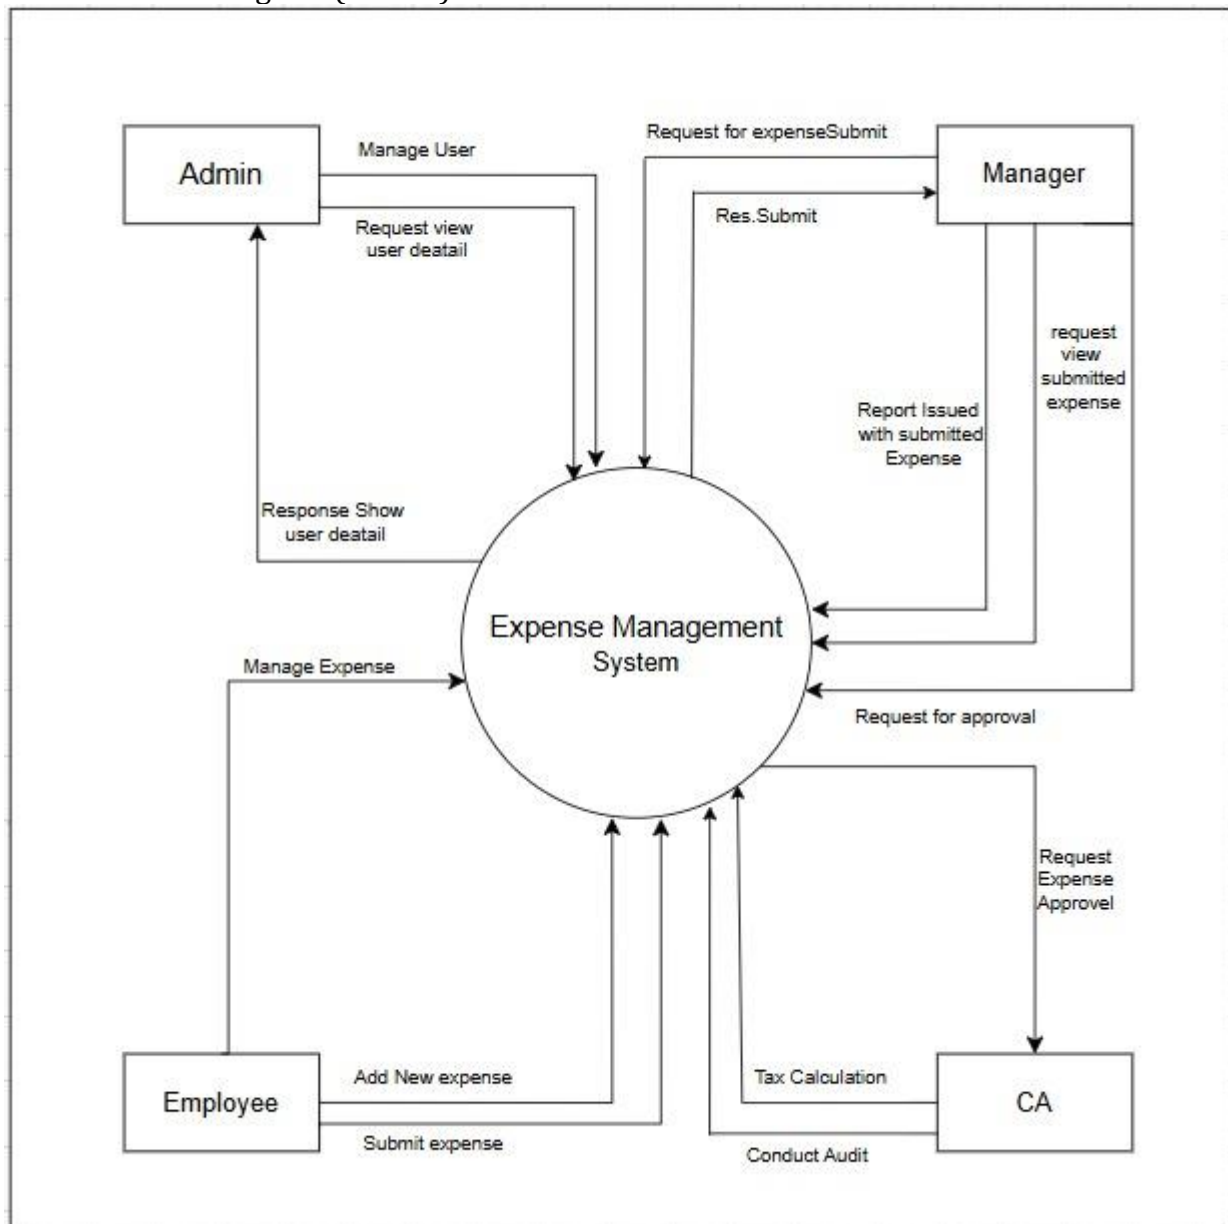 Admin
Manage User
Request view
user deatail
Request for expenseSubmit
Res.Submit
Manager
request
view
submitted
expense
Report Issued
with submitted
Expense
Response Show
user deatail
Expense Management
System
Manage Expense
Request for approval
Request
Expense
Approvel
Employee
Add New expense
Submit expense
Tax Calculation
Conduct Audit
CA